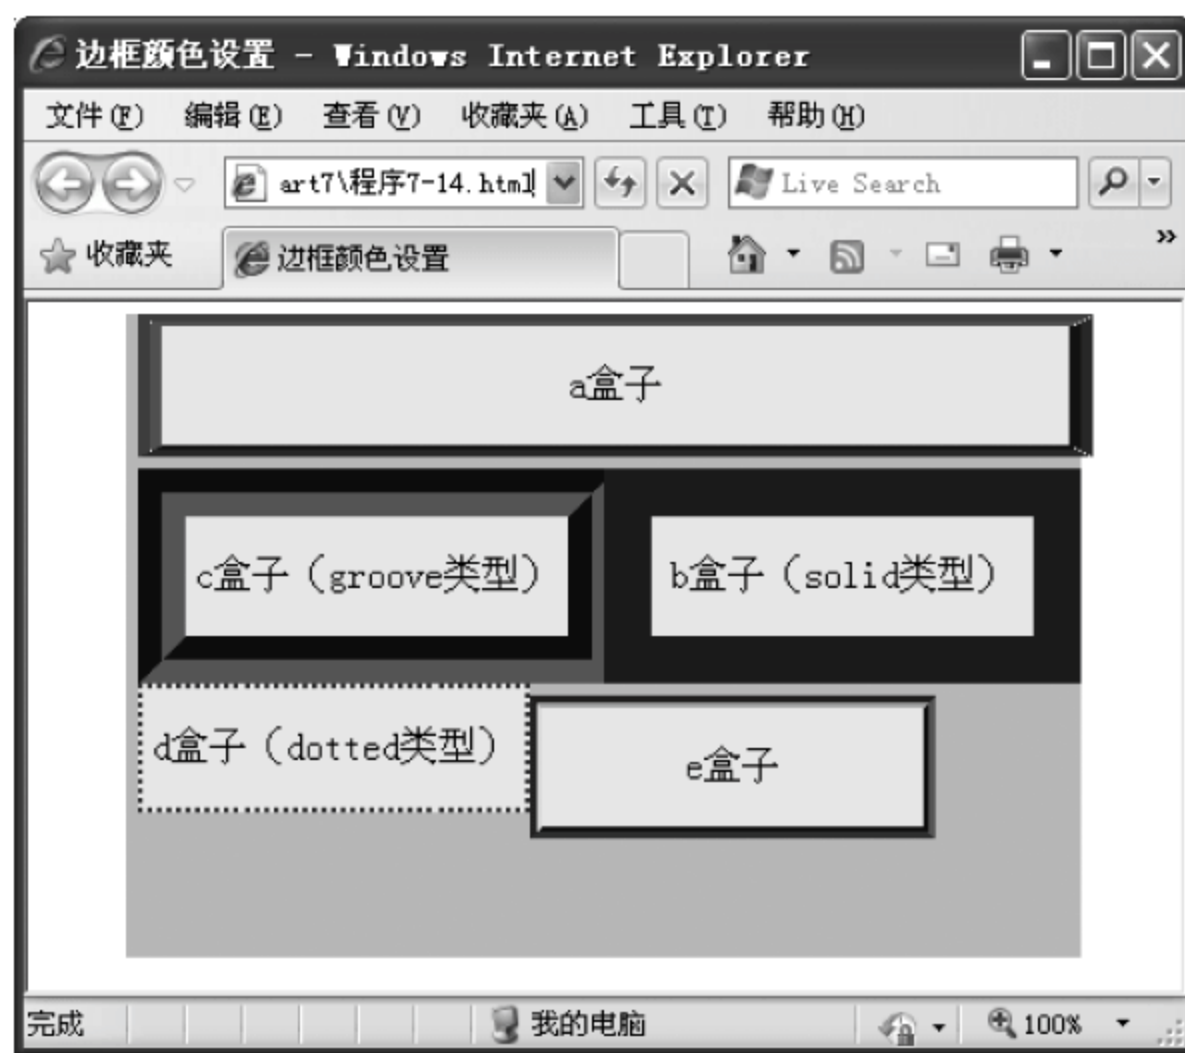 边框颜色设置 - Windows Internet Explorer
文件(F) 编辑(E) 查看(V) 收藏夹(A) 工具(T) 帮助(H)
art7\程序7-14.html Live Search
收藏夹 边框颜色设置 »
a盒子
c盒子（groove类型） b盒子（solid类型）
d盒子（dotted类型） e盒子
完成 我的电脑 100%